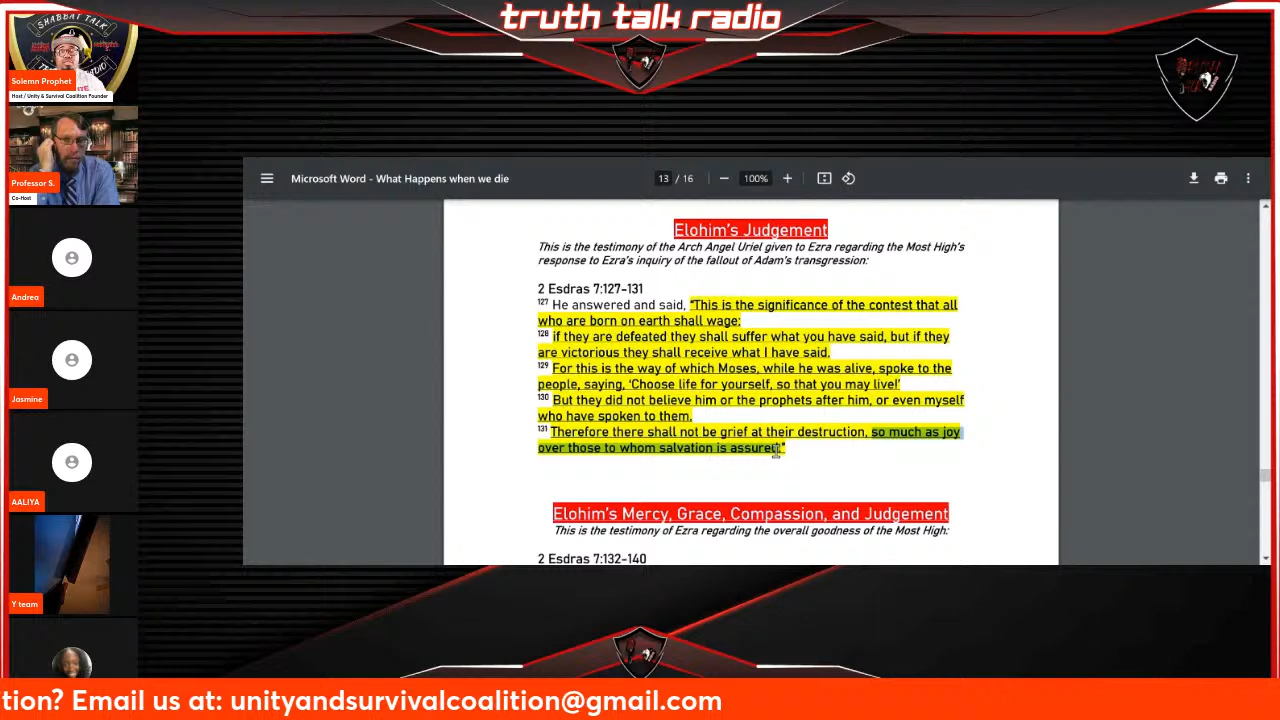 truth talk radio
SHABBAT TALK
Solemn Prophet
Host / Unity & Survival Coalition Founder
Professor S.
Co-Host
Andrea
Jasmine
AALIYA
Y team
Microsoft Word - What Happens when we die
13 / 16
100%
Elohim's Judgement
This is the testimony of the Arch Angel Uriel given to Ezra regarding the Most High's
response to Ezra's inquiry of the fallout of Adam's transgression:
2 Esdras 7:127-131
127 He answered and said, "This is the significance of the contest that all
who are born on earth shall wage:
128 if they are defeated they shall suffer what you have said, but if they
are victorious they shall receive what I have said.
129 For this is the way of which Moses, while he was alive, spoke to the
people, saying, 'Choose life for yourself, so that you may live!'
130 But they did not believe him or the prophets after him, or even myself
who have spoken to them.
131 Therefore there shall not be grief at their destruction, so much as joy
over those to whom salvation is assured."
Elohim's Mercy, Grace, Compassion, and Judgement
This is the testimony of Ezra regarding the overall goodness of the Most High:
2 Esdras 7:132-140
tion? Email us at: unityandsurvivalcoalition@gmail.com